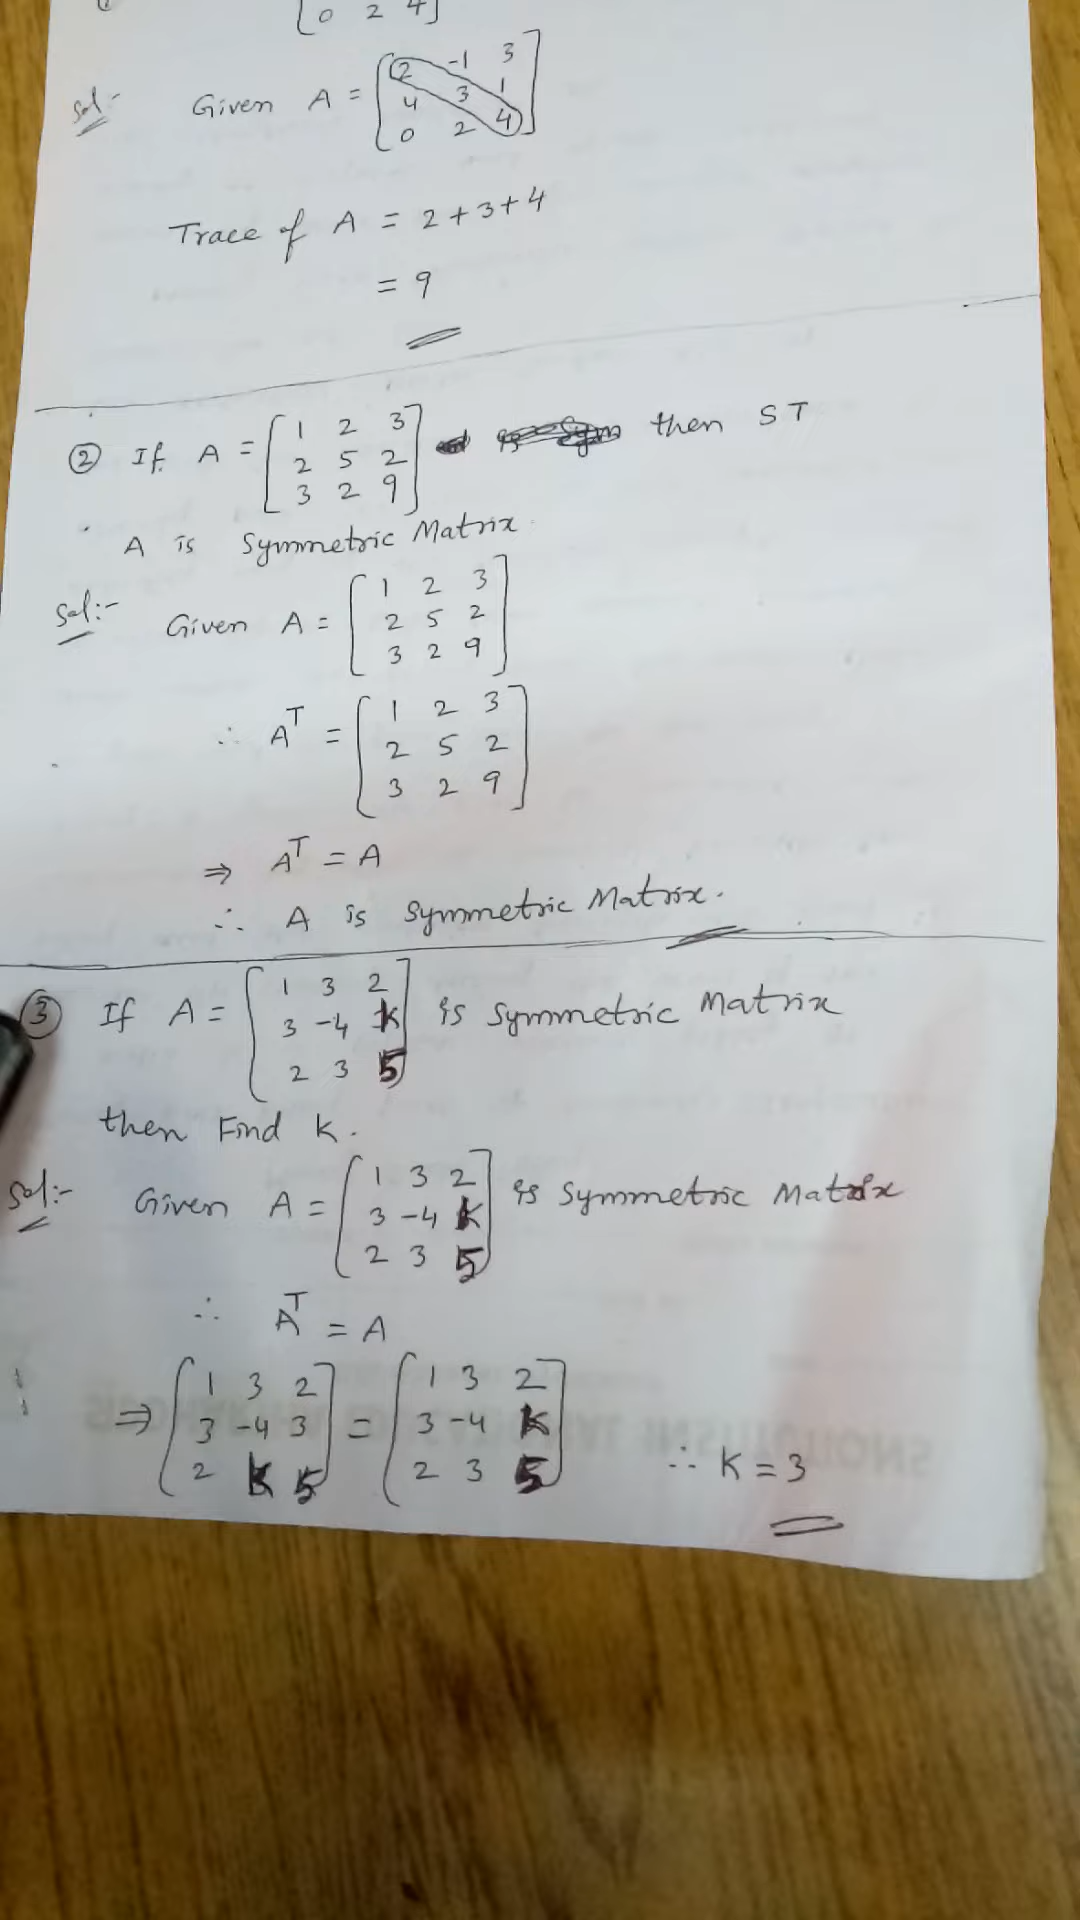 [0 2 4]
Sol:- Given A = [2 -1 3
4 3 1
0 2 4]
Trace of A = 2+3+4
= 9
② If A = [1 2 3
2 5 2
3 2 9] then ST
A is Symmetric Matrix.
Sol:- Given A = [1 2 3
2 5 2
3 2 9]
∴ A^T = [1 2 3
2 5 2
3 2 9]
⇒ A^T = A
∴ A is Symmetric Matrix.
③ If A = [1 3 2
3 -4 k
2 3 5] is Symmetric Matrix
then Find K.
Sol:- Given A = [1 3 2
3 -4 k
2 3 5] is Symmetric Matrix
∴ A^T = A
⇒ [1 3 2
3 -4 3
2 k 5] = [1 3 2
3 -4 k
2 3 5] ∴ K = 3